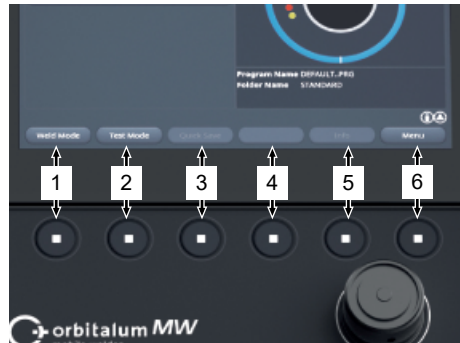 Program Name DEFAULT..PRG
Folder Name STANDARD
Weld Mode Test Mode Quick Save Info Menu
1 2 3 4 5 6
orbitalum MW